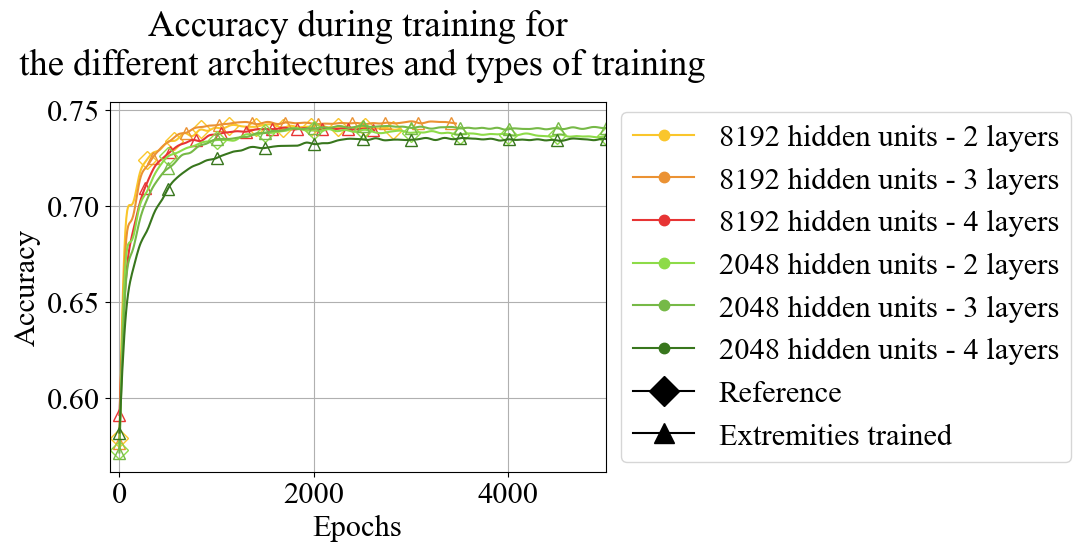 Accuracy during training for
the different architectures and types of training
0.75
0.70
0.65
0.60
Accuracy
0
2000
4000
Epochs
8192 hidden units - 2 layers
8192 hidden units - 3 layers
8192 hidden units - 4 layers
2048 hidden units - 2 layers
2048 hidden units - 3 layers
2048 hidden units - 4 layers
Reference
Extremities trained